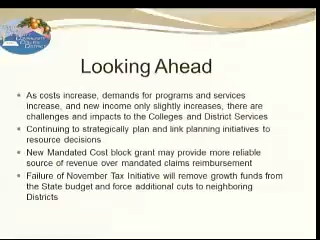 COMMUNITY
COLLEGE
DISTRICT
Looking Ahead
As costs increase, demands for programs and services
increase, and new income only slightly increases, there are
challenges and impacts to the Colleges and District Services
Continuing to strategically plan and link planning initiatives to
resource decisions
New Mandated Cost block grant may provide more reliable
source of revenue over mandated claims reimbursement
Failure of November Tax Initiative will remove growth funds from
the State budget and force additional cuts to neighboring
Districts